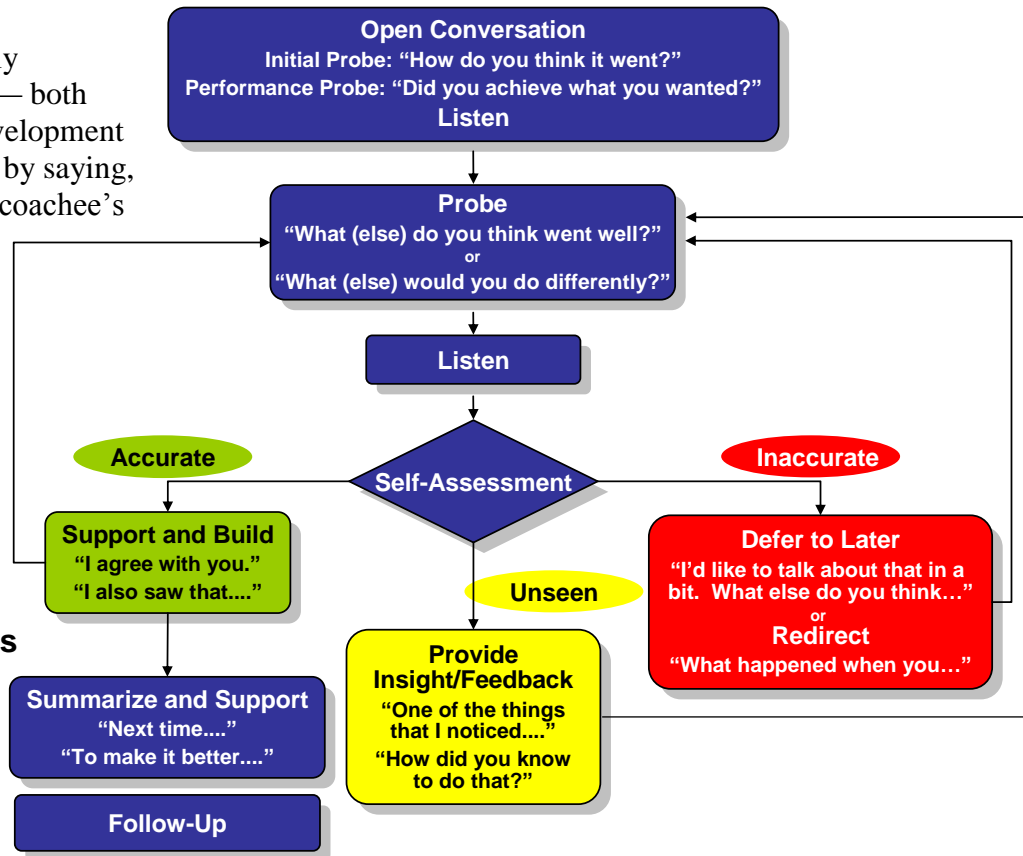 Open Conversation
Initial Probe: “How do you think it went?”
Performance Probe: “Did you achieve what you wanted?”
Listen
— both
velopment
by saying,
coachee’s
Probe
“What (else) do you think went well?”
or
“What (else) would you do differently?”
Listen
Self-Assessment
Accurate
Support and Build
“I agree with you.”
“I also saw that....”
Summarize and Support
“Next time....”
“To make it better....”
Follow-Up
Unseen
Provide
Insight/Feedback
“One of the things
that I noticed....”
“How did you know
to do that?”
Inaccurate
Defer to Later
“I’d like to talk about that in a
bit.  What else do you think…”
or
Redirect
“What happened when you…”